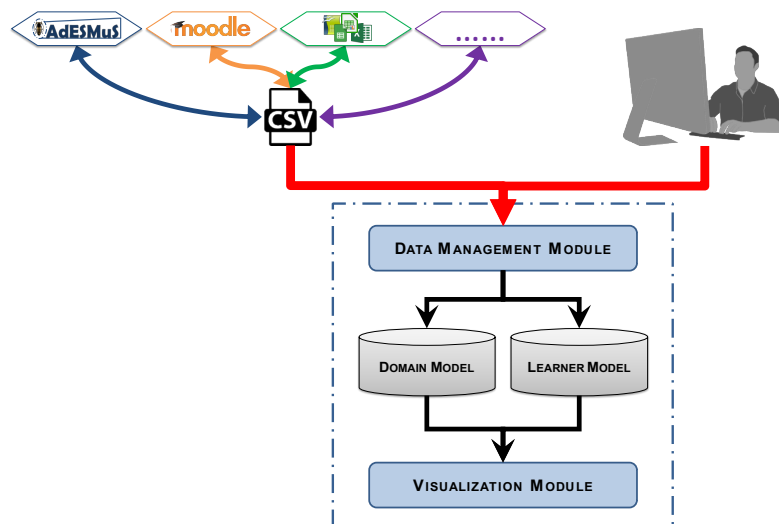 AdESMuS
moodle
......
CSV
DATA MANAGEMENT MODULE
DOMAIN MODEL
LEARNER MODEL
VISUALIZATION MODULE